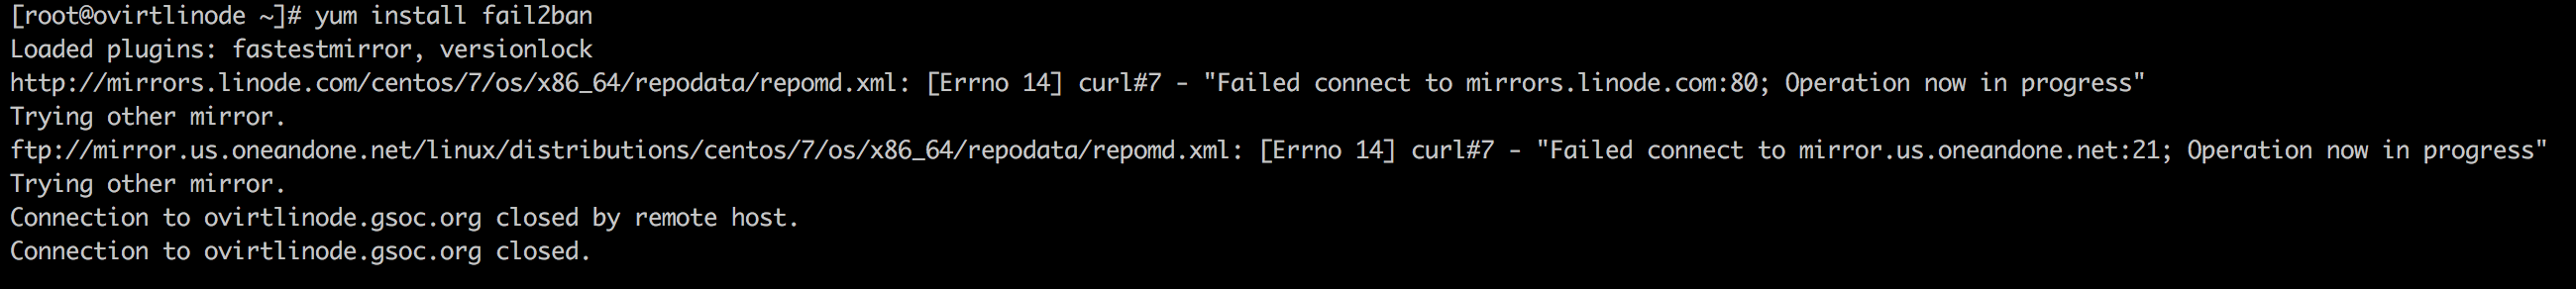 [root@ovirtlinode ~]# yum install fail2ban
Loaded plugins: fastestmirror, versionlock
http://mirrors.linode.com/centos/7/os/x86_64/repodata/repomd.xml: [Errno 14] curl#7 - "Failed connect to mirrors.linode.com:80; Operation now in progress"
Trying other mirror.
ftp://mirror.us.oneandone.net/linux/distributions/centos/7/os/x86_64/repodata/repomd.xml: [Errno 14] curl#7 - "Failed connect to mirror.us.oneandone.net:21; Operation now in progress"
Trying other mirror.
Connection to ovirtlinode.gsoc.org closed by remote host.
Connection to ovirtlinode.gsoc.org closed.